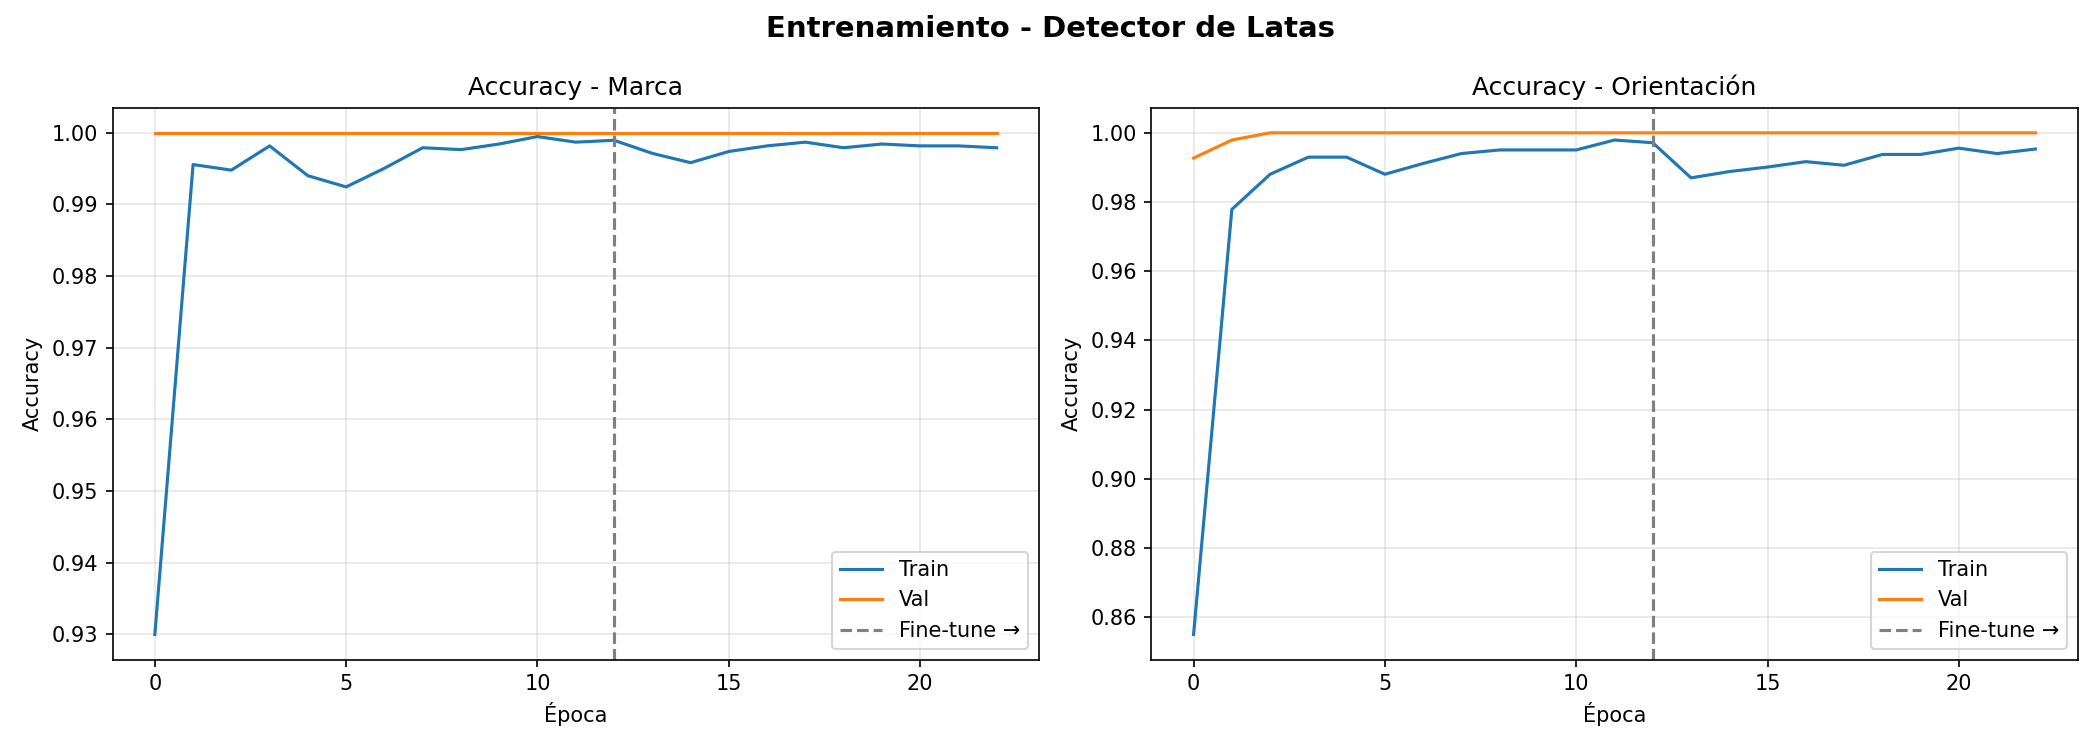 Entrenamiento - Detector de Latas
Accuracy - Marca
Accuracy
1.00
0.99
0.98
0.97
0.96
0.95
0.94
0.93
0
5
10
15
20
Época
Train
Val
Fine-tune →
Accuracy - Orientación
Accuracy
1.00
0.98
0.96
0.94
0.92
0.90
0.88
0.86
0
5
10
15
20
Época
Train
Val
Fine-tune →